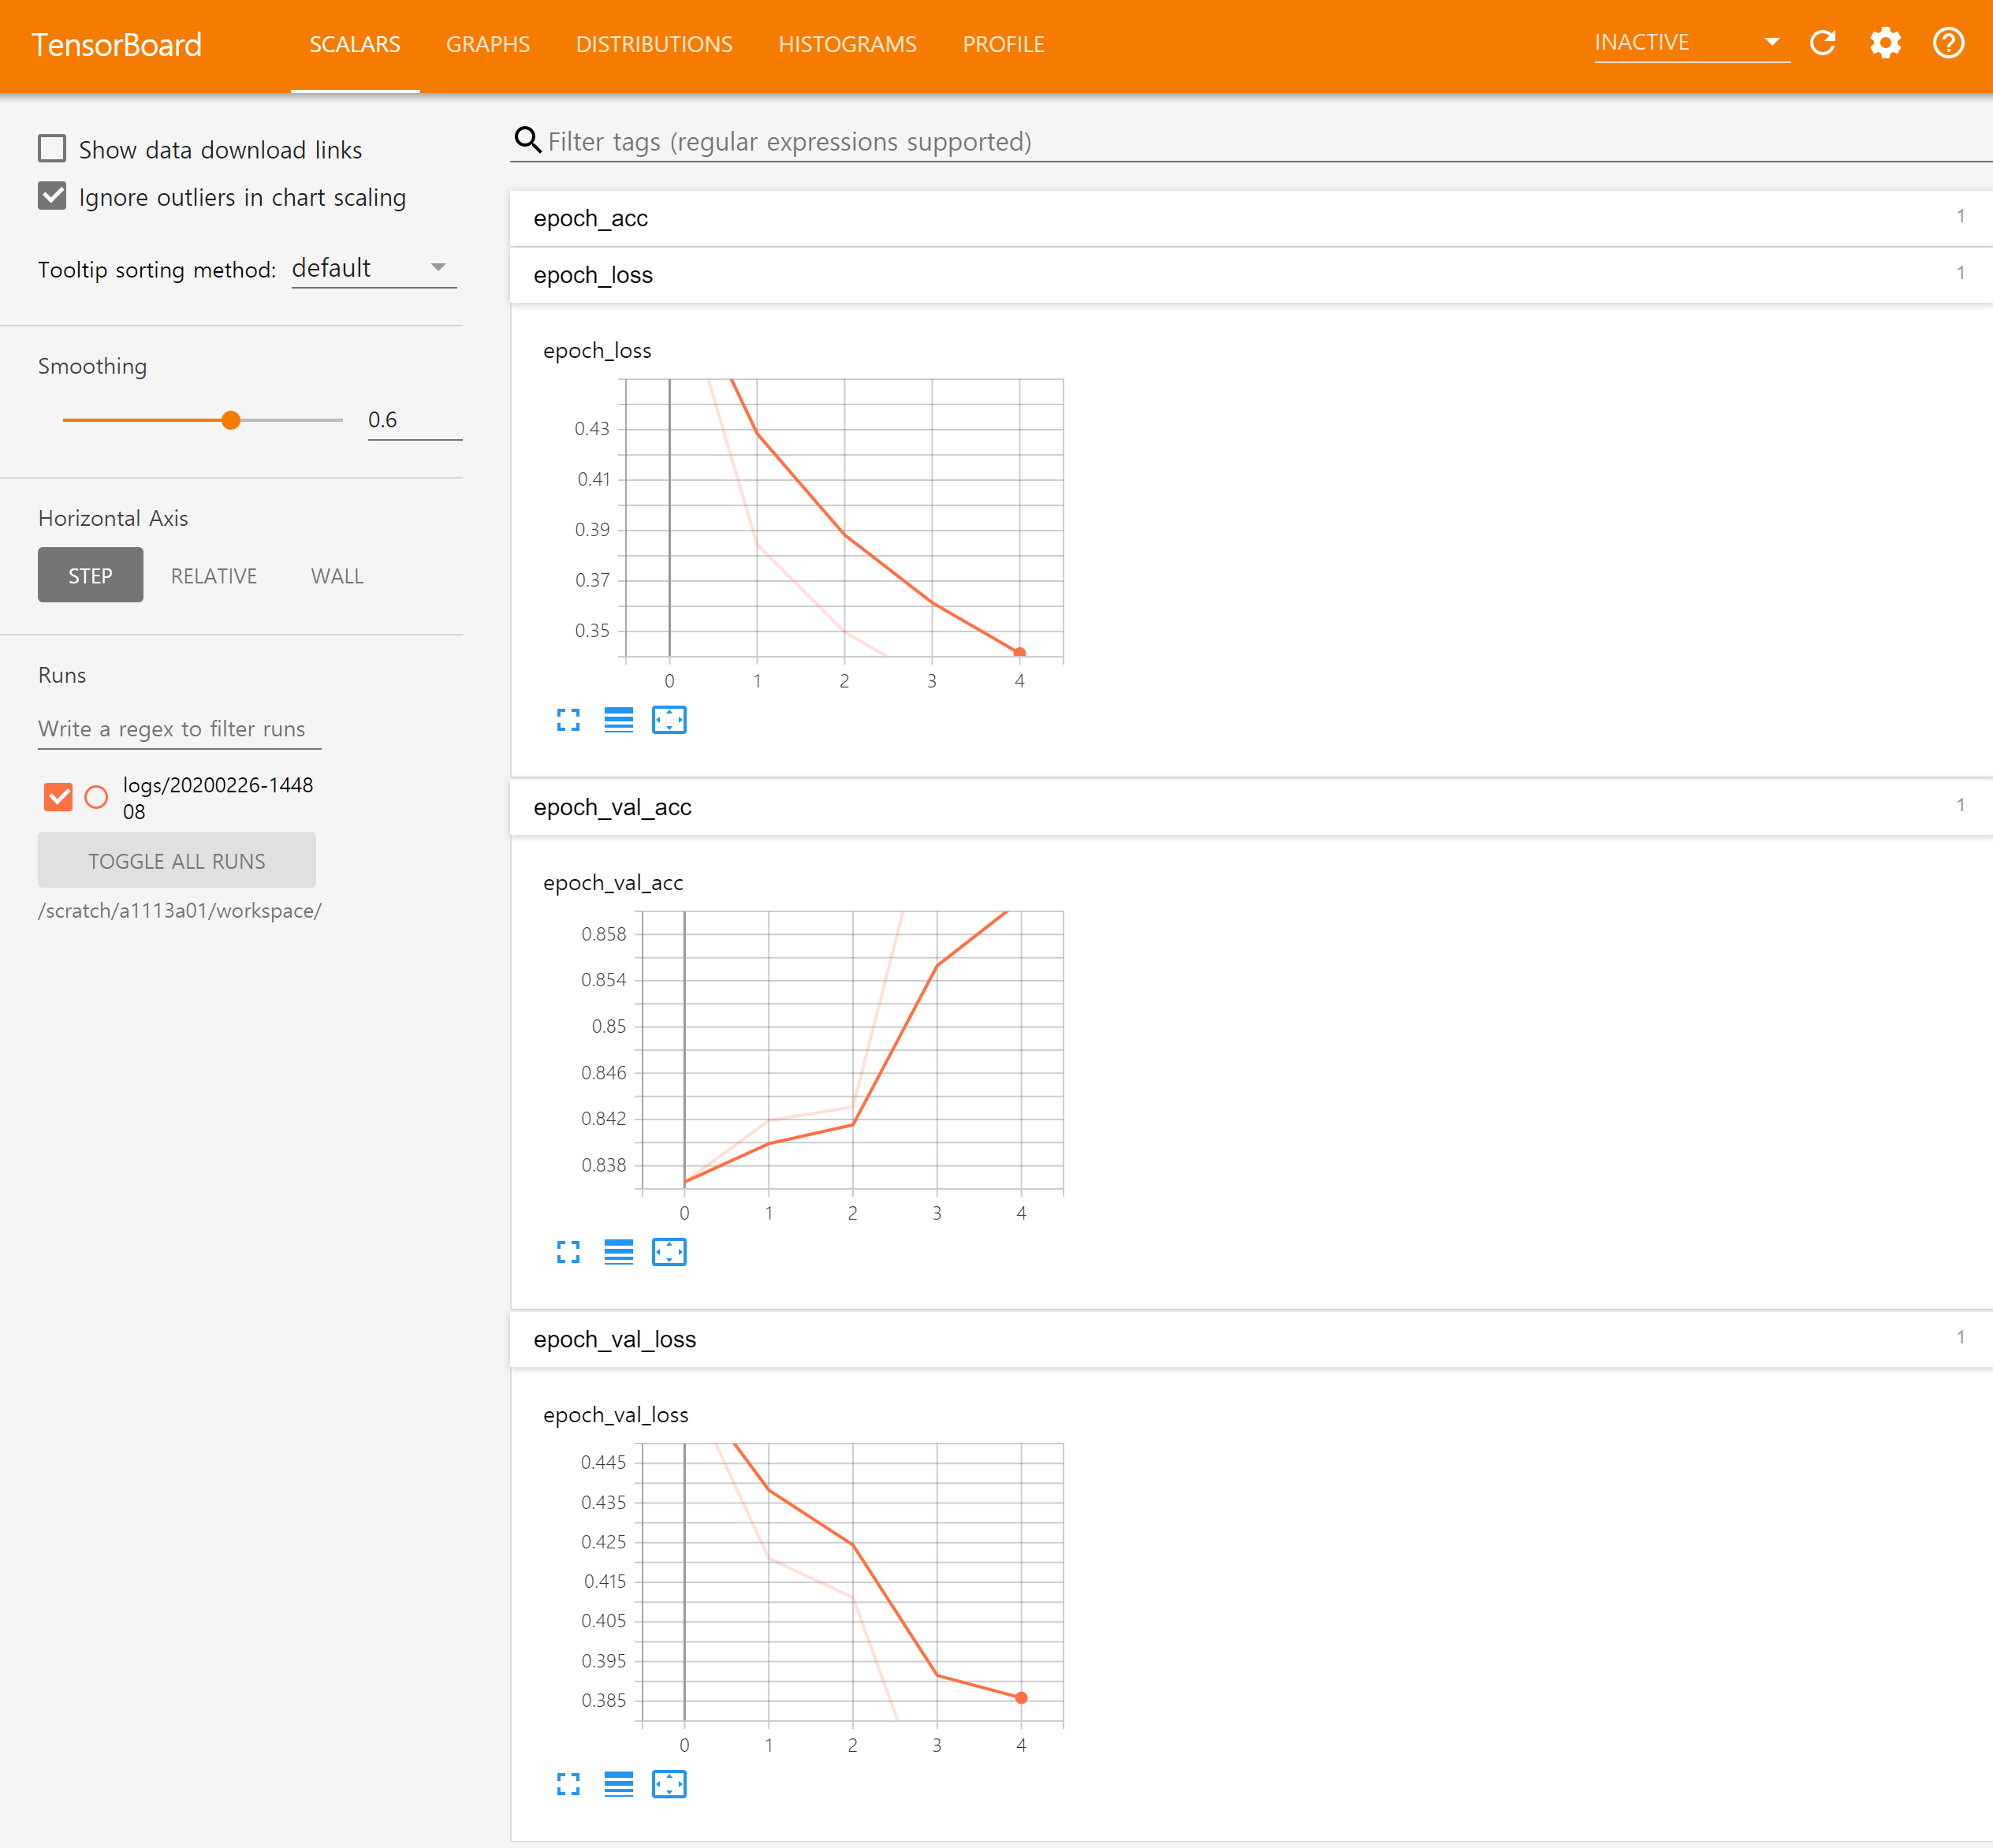 TensorBoard SCALARS GRAPHS DISTRIBUTIONS HISTOGRAMS PROFILE INACTIVE
Show data download links
Ignore outliers in chart scaling
Tooltip sorting method: default
Smoothing
0.6
Horizontal Axis
STEP RELATIVE WALL
Runs
Write a regex to filter runs
logs/20200226-1448
08
TOGGLE ALL RUNS
/scratch/a1113a01/workspace/
Filter tags (regular expressions supported)
epoch_acc 1
epoch_loss 1
epoch_loss
0.43
0.41
0.39
0.37
0.35
0 1 2 3 4
epoch_val_acc 1
epoch_val_acc
0.858
0.854
0.85
0.846
0.842
0.838
0 1 2 3 4
epoch_val_loss 1
epoch_val_loss
0.445
0.435
0.425
0.415
0.405
0.395
0.385
0 1 2 3 4